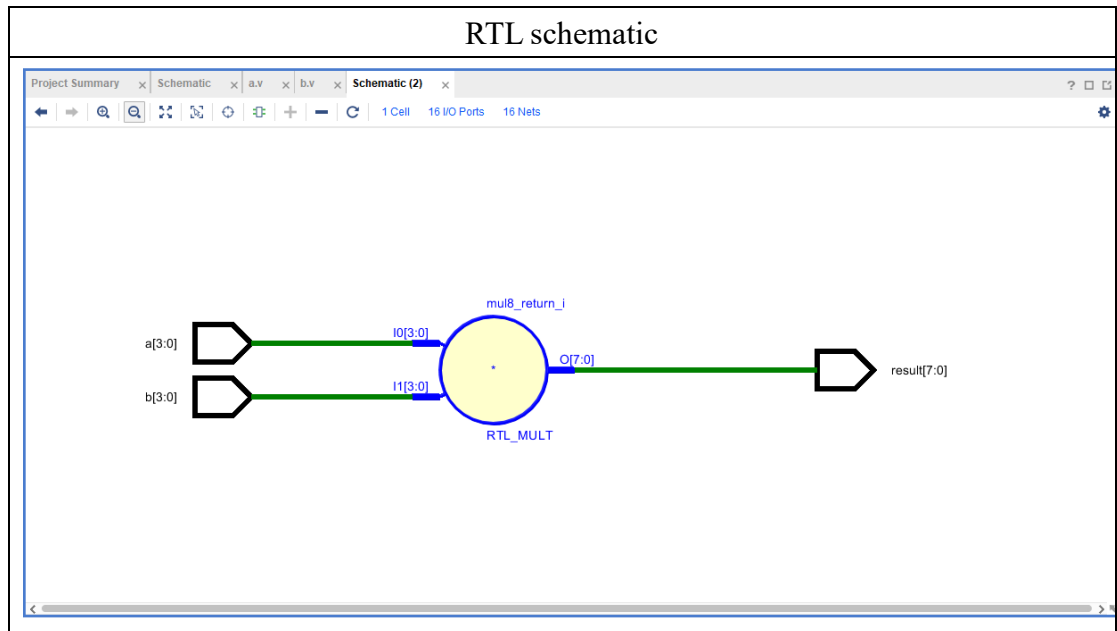 RTL schematic
Project Summary × Schematic × a.v × b.v × Schematic (2) ×
1 Cell 16 I/O Ports 16 Nets
mul8_return_i
a[3:0] I0[3:0]
* O[7:0] result[7:0]
b[3:0] I1[3:0]
RTL_MULT